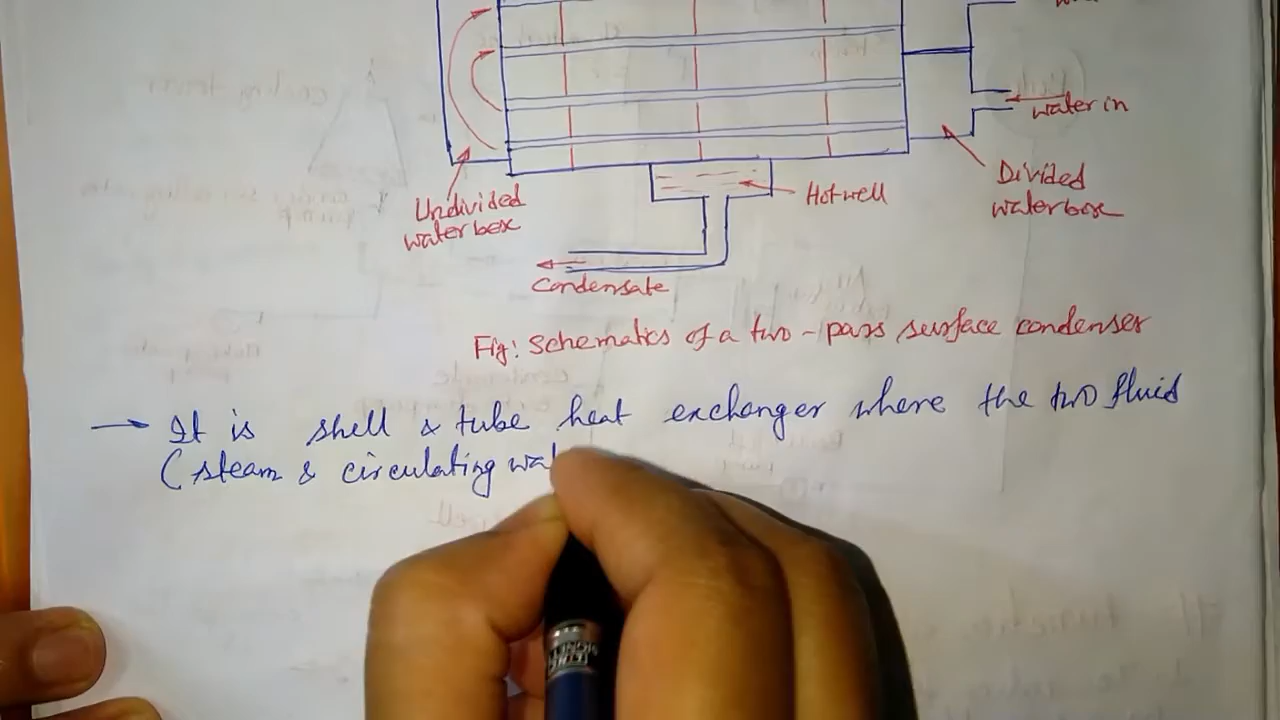 water in
Undivided
waterbox
Hotwell
Divided
waterbox
Condensate
Fig: Schematics of a two-pass surface condenser
→ It is shell & tube heat exchanger where the two fluid
(steam & circulating wat